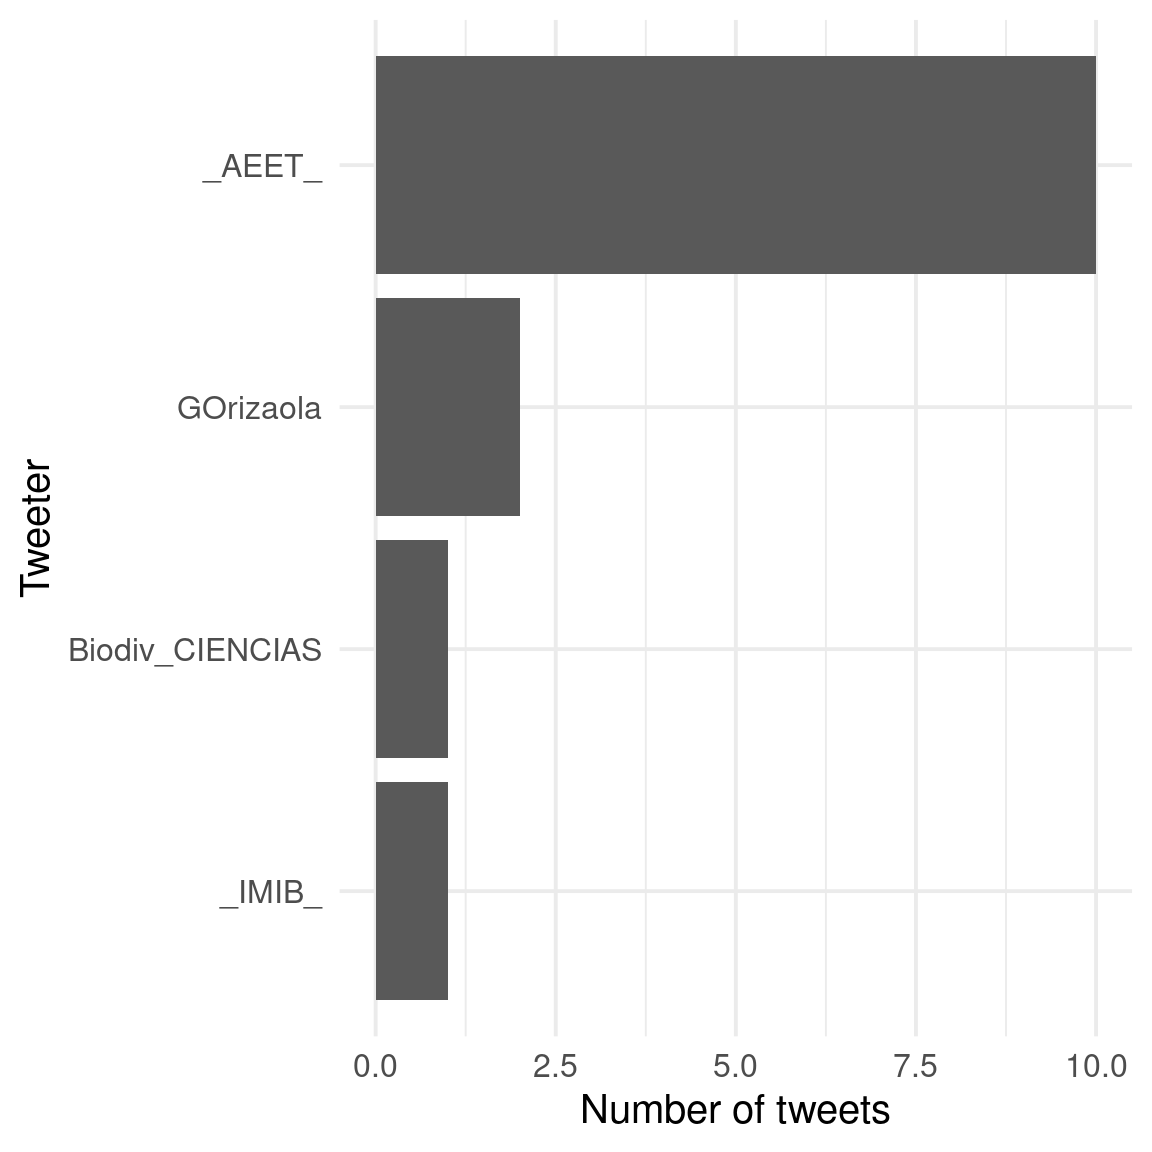 _AEET_
GOrizaola
Biodiv_CIENCIAS
_IMIB_
Tweeter
0.0 2.5 5.0 7.5 10.0
Number of tweets